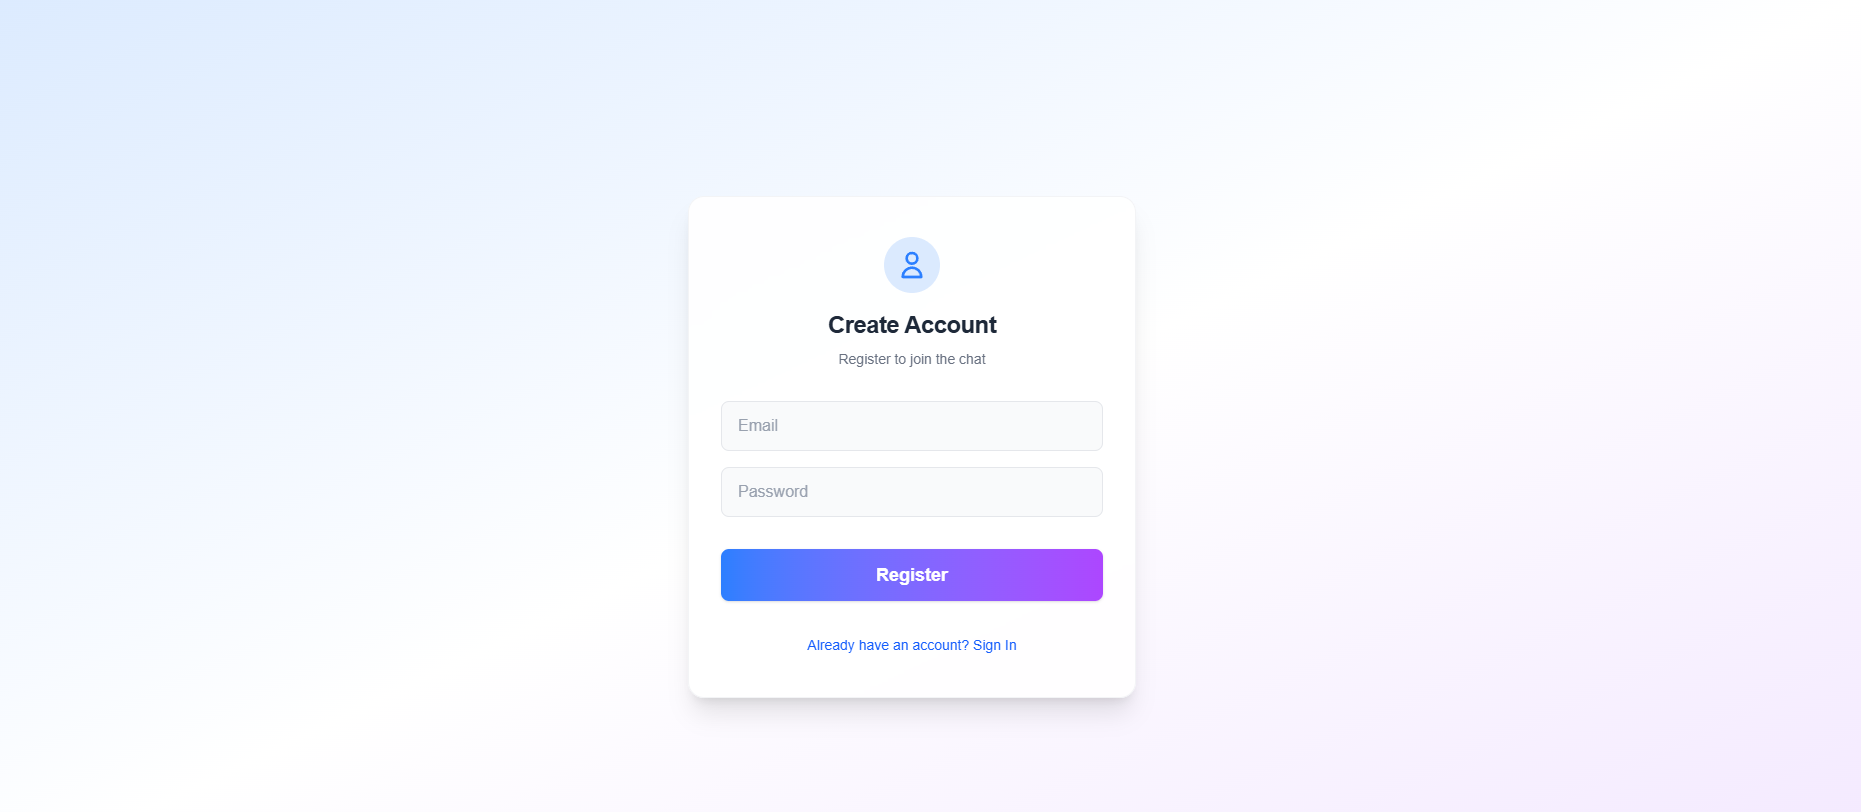 Create Account
Register to join the chat
Email
Password
Register
Already have an account? Sign In